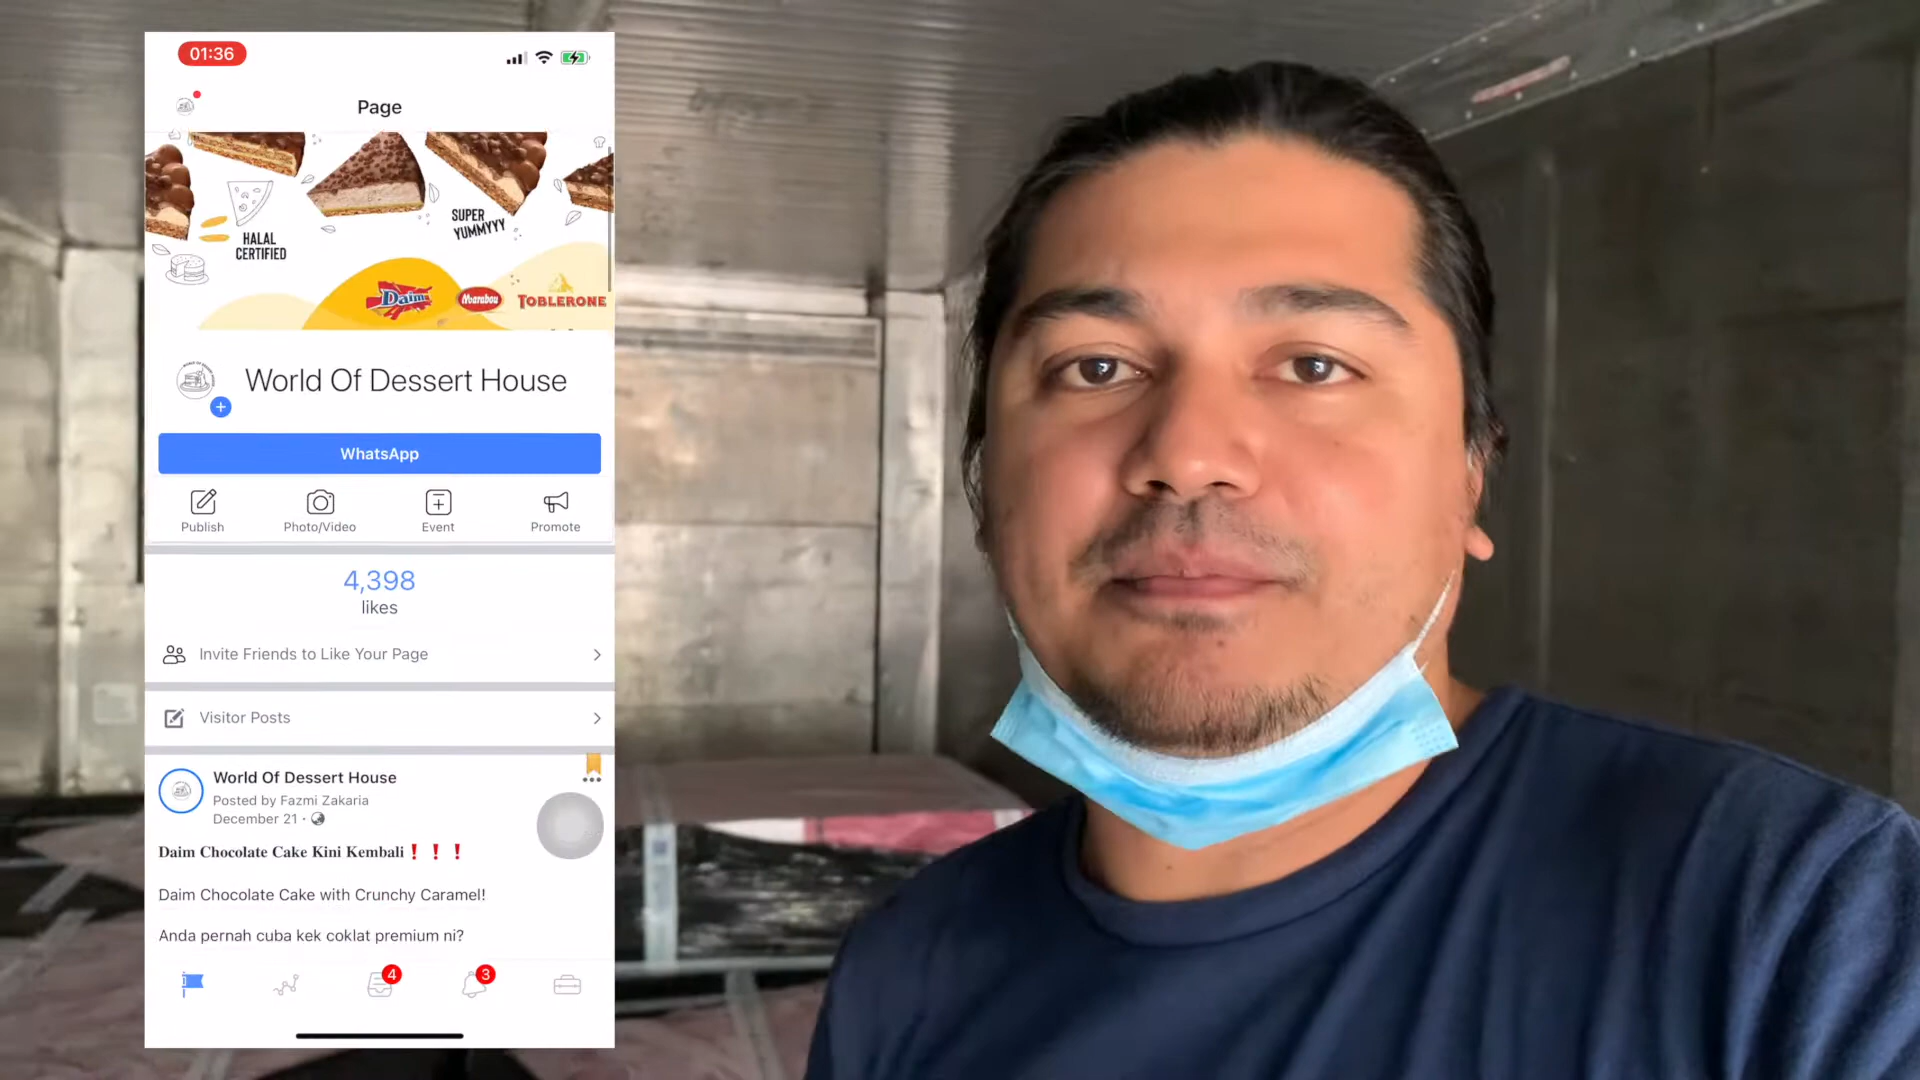 01:36
Page
SUPER
YUMMYYY
HALAL
CERTIFIED
Daim
Marabou
TOBLERONE
World Of Dessert House
WhatsApp
Publish
Photo/Video
Event
Promote
4,398
likes
Invite Friends to Like Your Page
Visitor Posts
World Of Dessert House
Posted by Fazmi Zakaria
December 21 ·
Daim Chocolate Cake Kini Kembali❗❗❗
Daim Chocolate Cake with Crunchy Caramel!
Anda pernah cuba kek coklat premium ni?
4
3